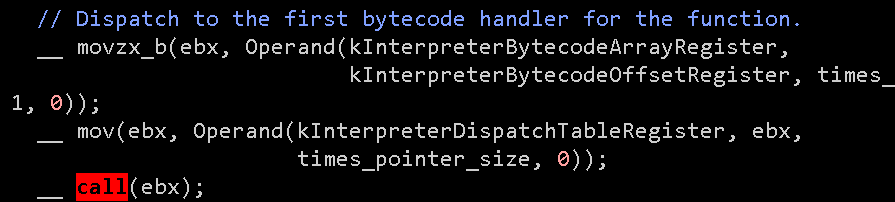 // Dispatch to the first bytecode handler for the function.
__ movzx_b(ebx, Operand(kInterpreterBytecodeArrayRegister,
kInterpreterBytecodeOffsetRegister, times_
1, 0));
__ mov(ebx, Operand(kInterpreterDispatchTableRegister, ebx,
times_pointer_size, 0));
__ call(ebx);